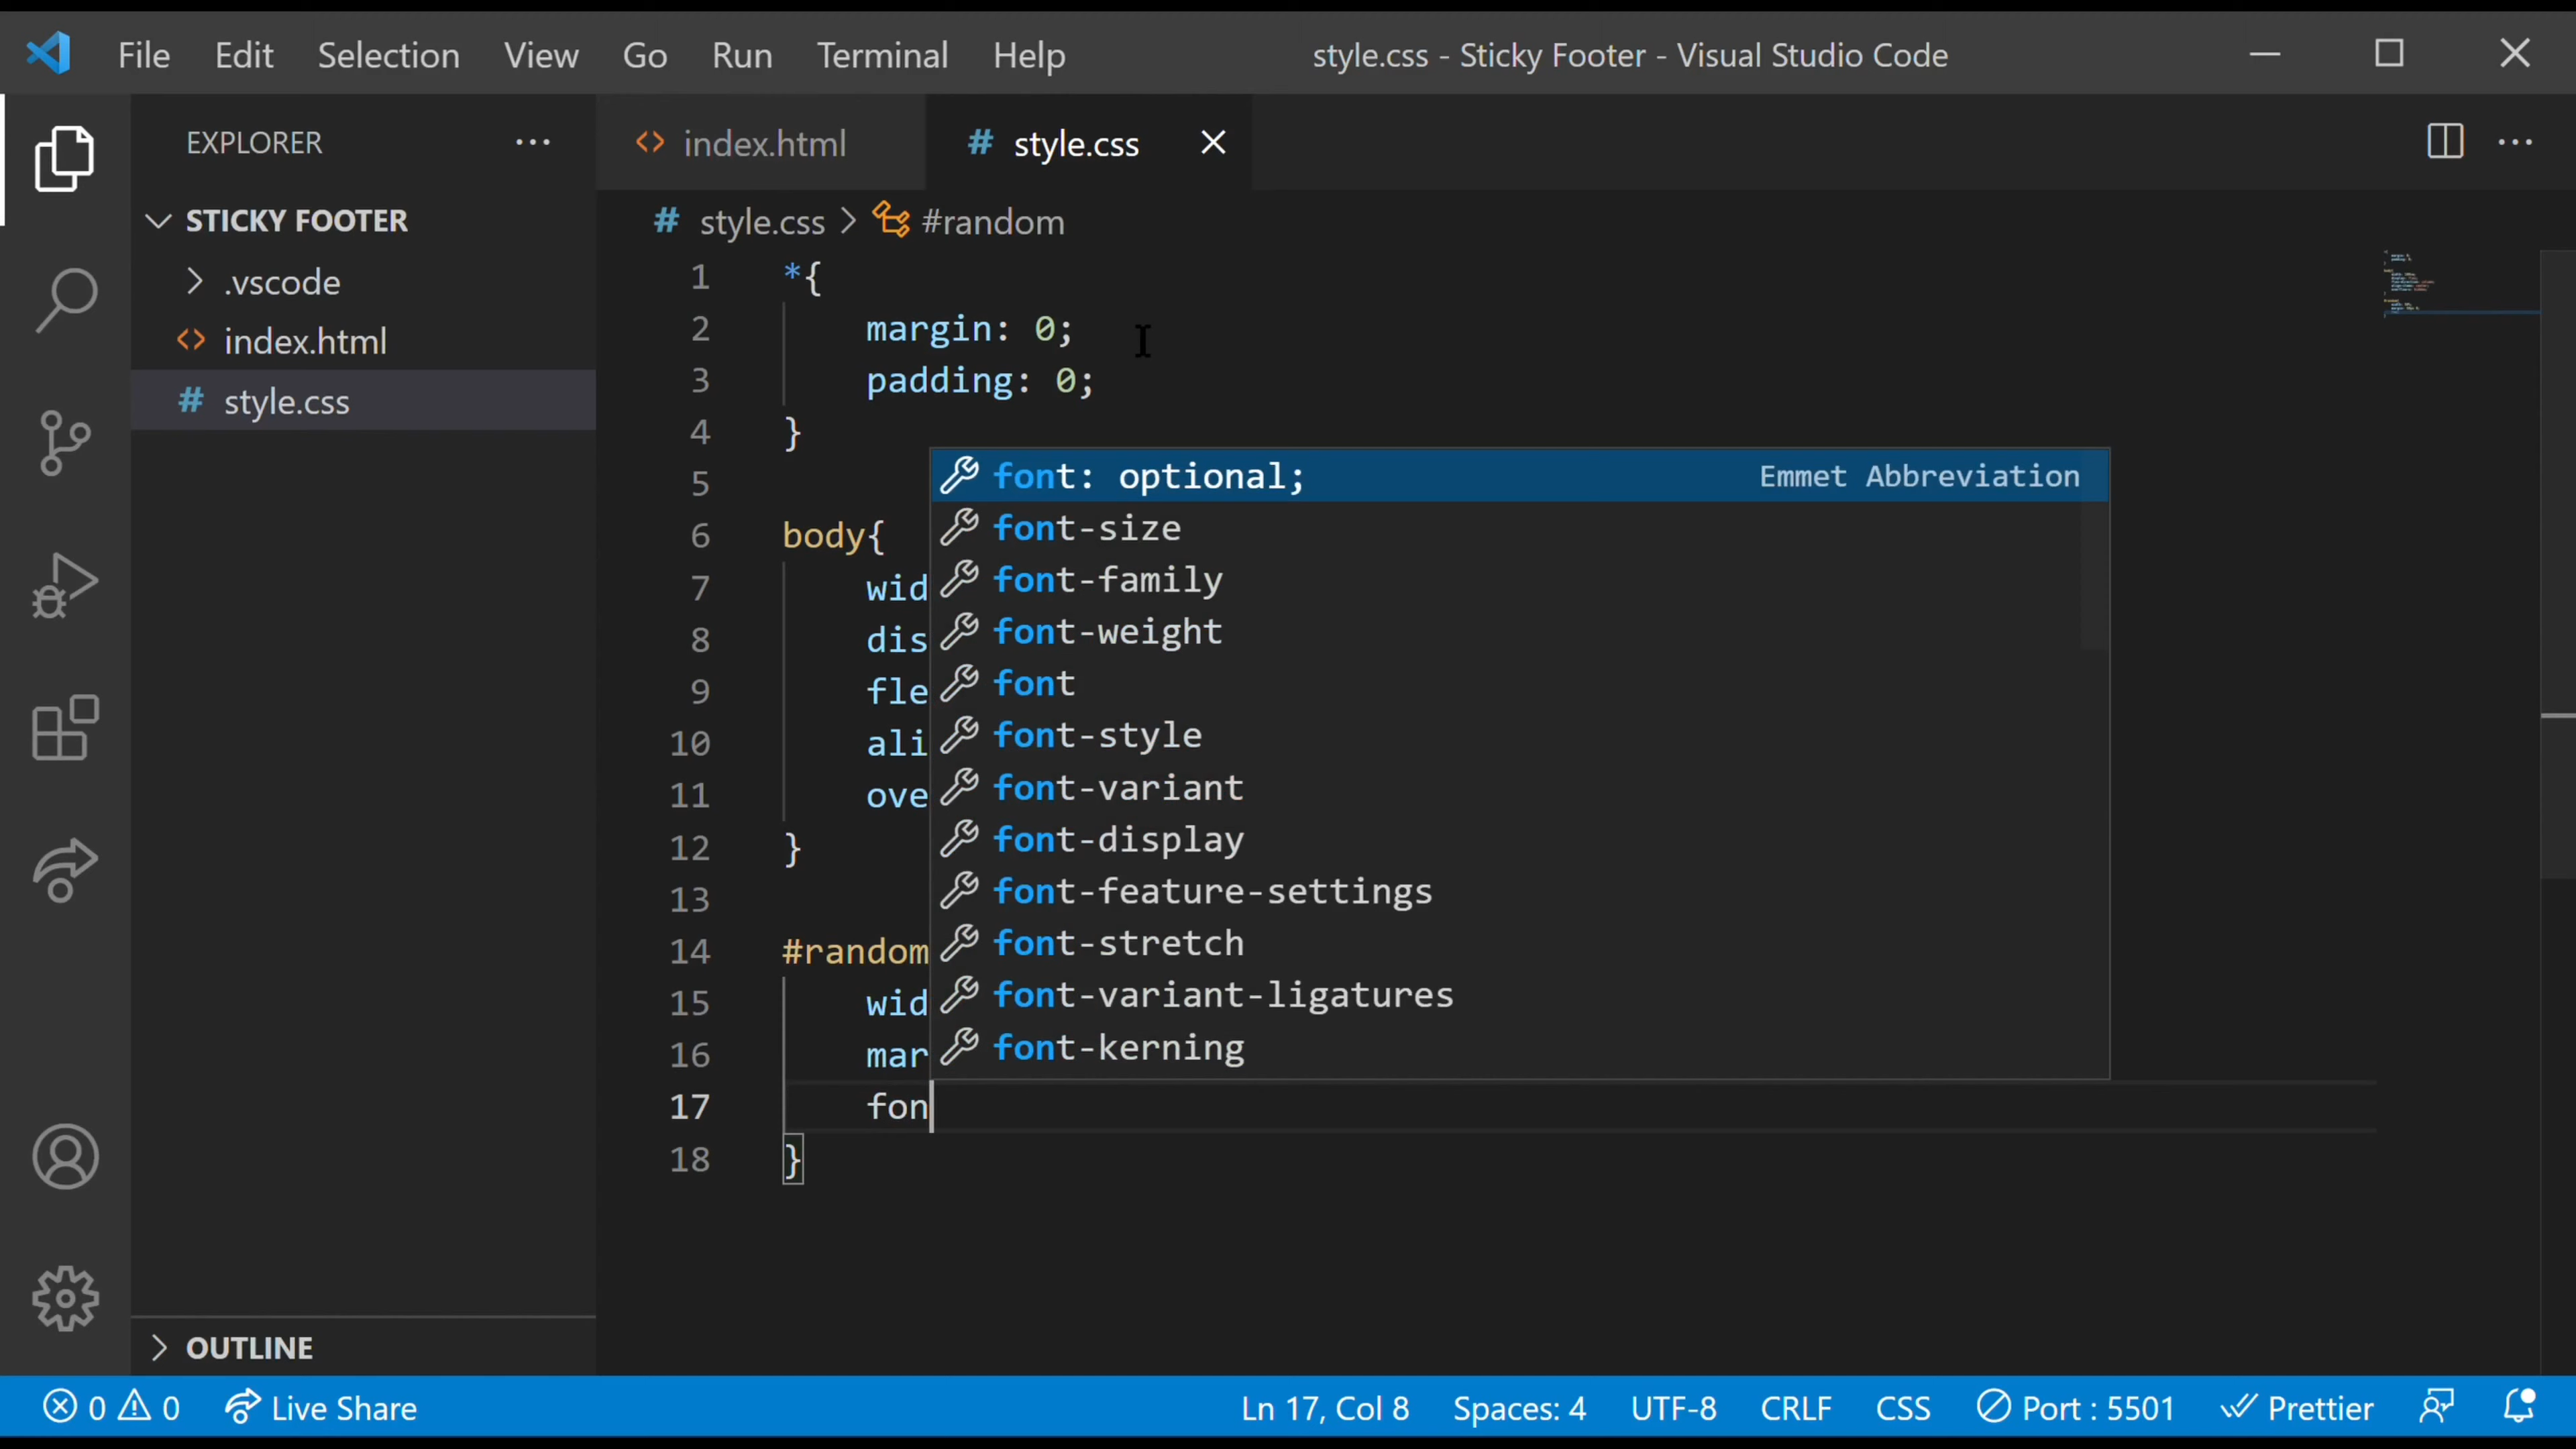 File Edit Selection View Go Run Terminal Help style.css - Sticky Footer - Visual Studio Code
EXPLORER
STICKY FOOTER
.vscode
index.html
style.css
OUTLINE
index.html
style.css
style.css > #random
1 *{
2 margin: 0;
3 padding: 0;
4 }
5
6 body{
7 wid
8 dis
9 fle
10 ali
11 ove
12 }
13
14 #random
15 wid
16 mar
17 fon
18 }
font: optional; Emmet Abbreviation
font-size
font-family
font-weight
font
font-style
font-variant
font-display
font-feature-settings
font-stretch
font-variant-ligatures
font-kerning
0 0 Live Share Ln 17, Col 8 Spaces: 4 UTF-8 CRLF CSS Port : 5501 Prettier